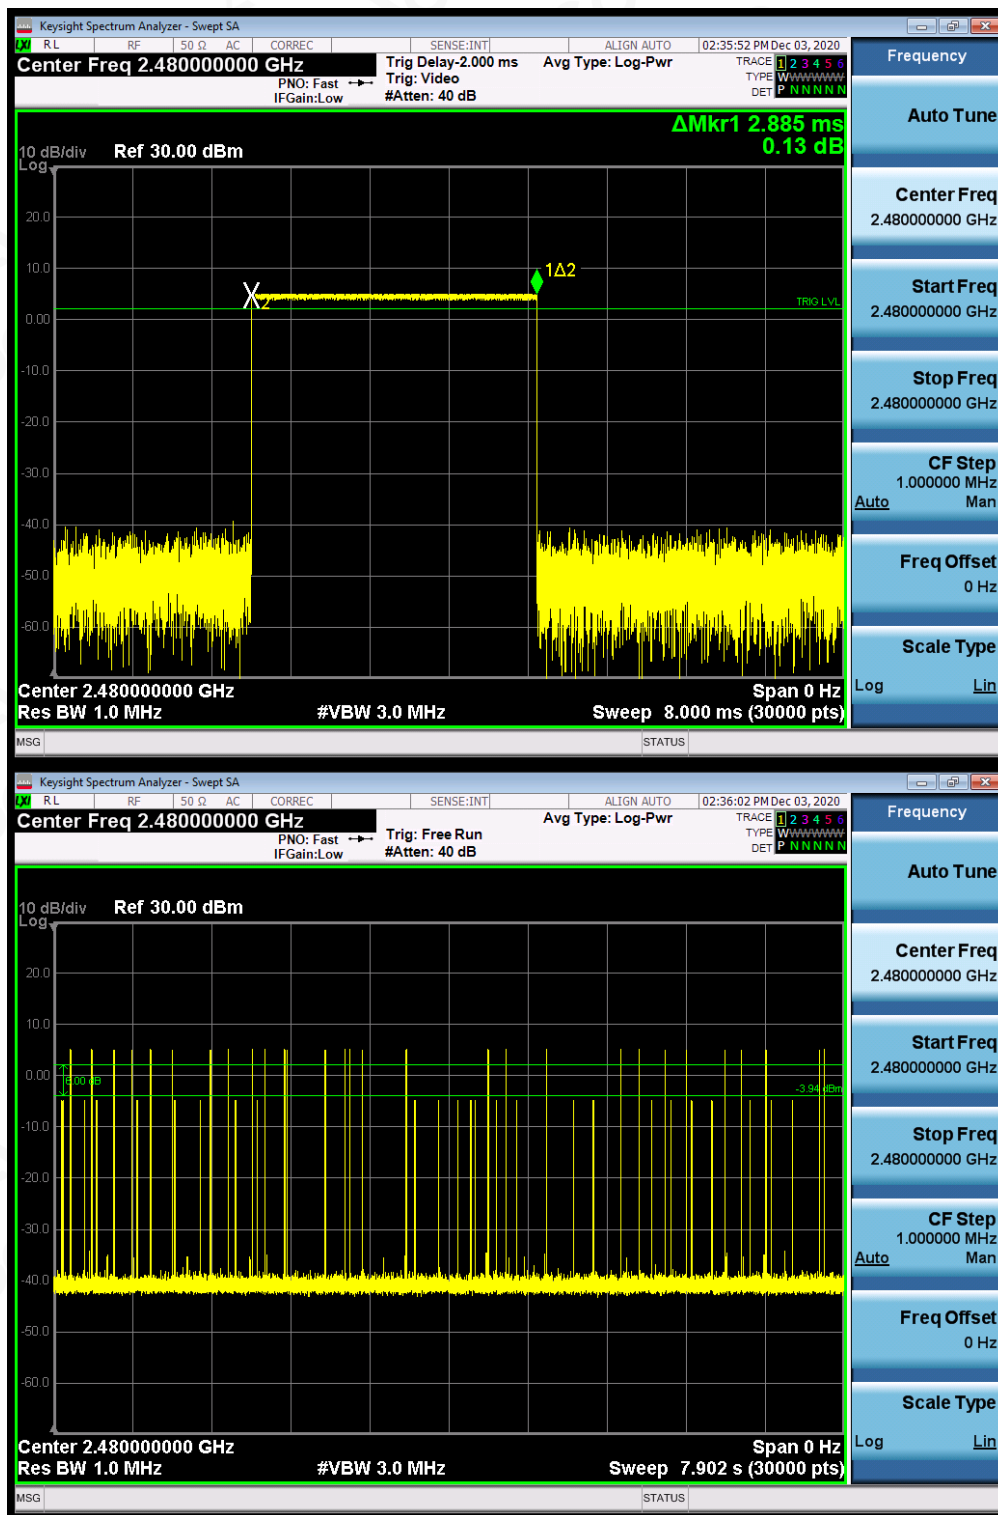 Keysight Spectrum Analyzer - Swept SA
LXI RL RF 50 Ω AC CORREC SENSE:INT ALIGN AUTO 02:35:52 PM Dec 03, 2020
Center Freq 2.480000000 GHz
PNO: Fast
IFGain:Low
Trig Delay-2.000 ms
Trig: Video
#Atten: 40 dB
Avg Type: Log-Pwr
TRACE 1 2 3 4 5 6
TYPE WWWWWWW
DET P N N N N N
Frequency
ΔMkr1 2.885 ms
0.13 dB
10 dB/div Ref 30.00 dBm
Log
20.0
10.0
0.00
-10.0
-20.0
-30.0
-40.0
-50.0
-60.0
1Δ2
X2
TRIG LVL
Center 2.480000000 GHz
Res BW 1.0 MHz
#VBW 3.0 MHz
Span 0 Hz
Sweep 8.000 ms (30000 pts)
MSG
STATUS
Auto Tune
Center Freq
2.480000000 GHz
Start Freq
2.480000000 GHz
Stop Freq
2.480000000 GHz
CF Step
1.000000 MHz
Auto Man
Freq Offset
0 Hz
Scale Type
Log Lin
Keysight Spectrum Analyzer - Swept SA
LXI RL RF 50 Ω AC CORREC SENSE:INT ALIGN AUTO 02:36:02 PM Dec 03, 2020
Center Freq 2.480000000 GHz
PNO: Fast
IFGain:Low
Trig: Free Run
#Atten: 40 dB
Avg Type: Log-Pwr
TRACE 1 2 3 4 5 6
TYPE WWWWWWW
DET P N N N N N
Frequency
10 dB/div Ref 30.00 dBm
Log
20.0
10.0
0.00
-10.0
-20.0
-30.0
-40.0
-50.0
-60.0
6.00 dB
-3.94 dBm
Center 2.480000000 GHz
Res BW 1.0 MHz
#VBW 3.0 MHz
Span 0 Hz
Sweep 7.902 s (30000 pts)
MSG
STATUS
Auto Tune
Center Freq
2.480000000 GHz
Start Freq
2.480000000 GHz
Stop Freq
2.480000000 GHz
CF Step
1.000000 MHz
Auto Man
Freq Offset
0 Hz
Scale Type
Log Lin